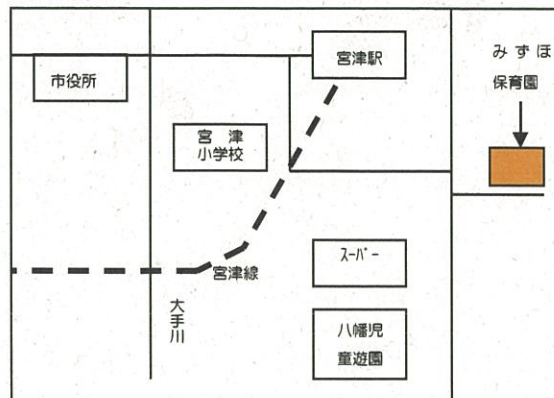 宮津駅
みずほ
保育園
市役所
宮津
小学校
スーパー
宮津線
大手川
八幡児
童遊園